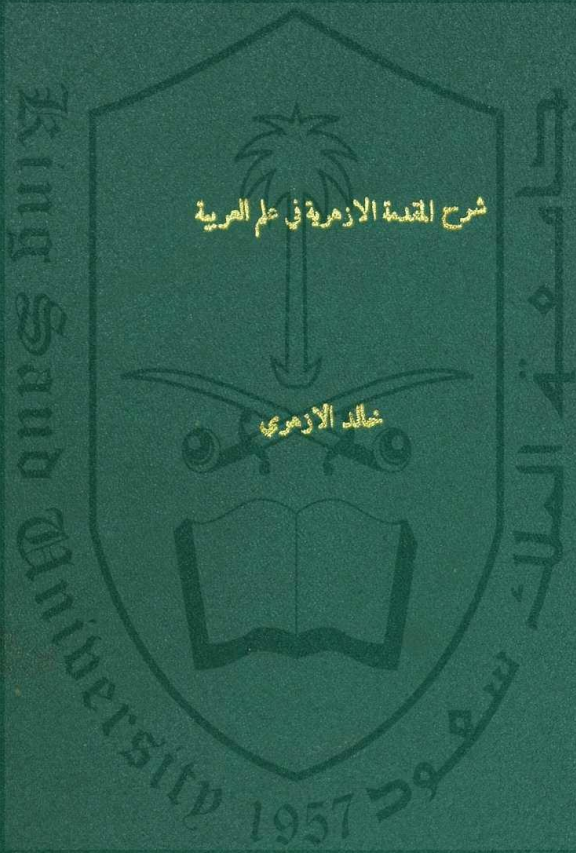 شرح المقدمة الازهرية في علم العربية
خالد الازهري
King Saud University 1957
جامعة الملك سعود